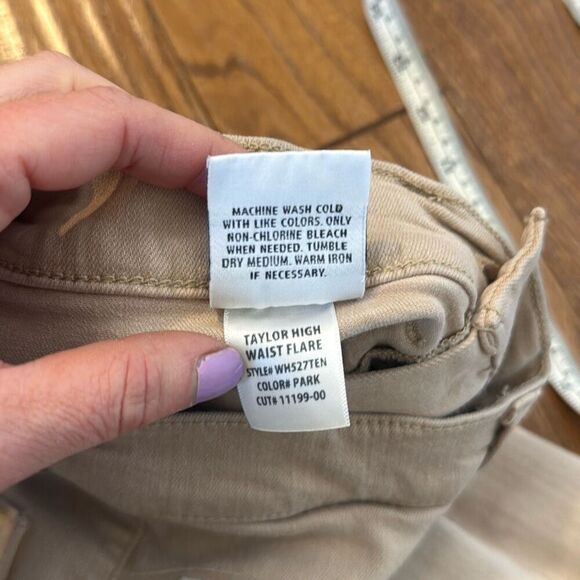 MACHINE WASH COLD
WITH LIKE COLORS. ONLY
NON-CHLORINE BLEACH
WHEN NEEDED. TUMBLE
DRY MEDIUM. WARM IRON
IF NECESSARY.
TAYLOR HIGH
WAIST FLARE
STYLE# WH527TEN
COLOR# PARK
CUT# 11199-00